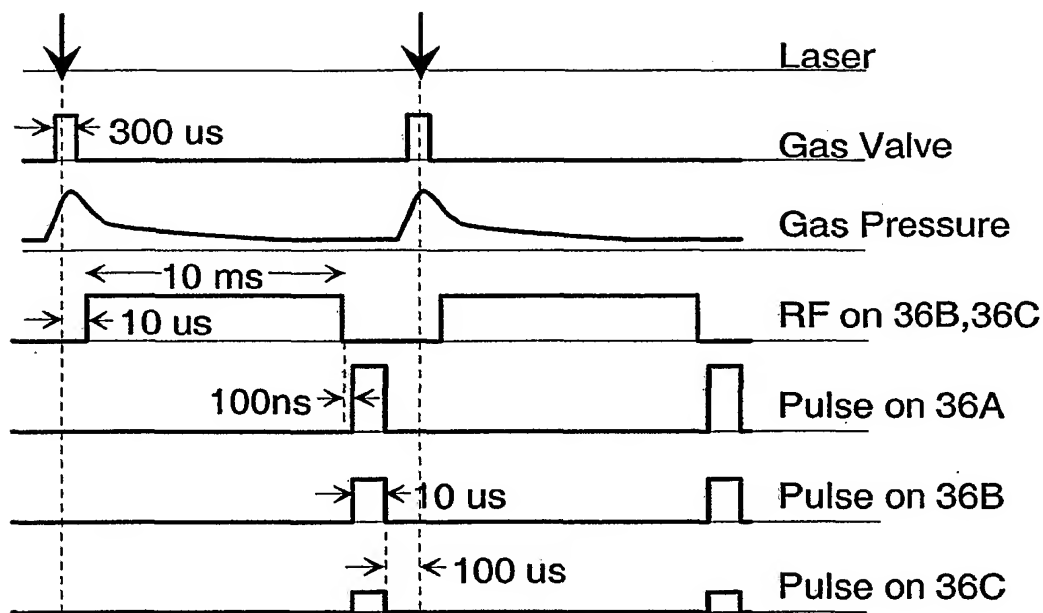 Laser
300 us
Gas Valve
Gas Pressure
10 ms
10 us
RF on 36B,36C
100ns
Pulse on 36A
10 us
Pulse on 36B
100 us
Pulse on 36C